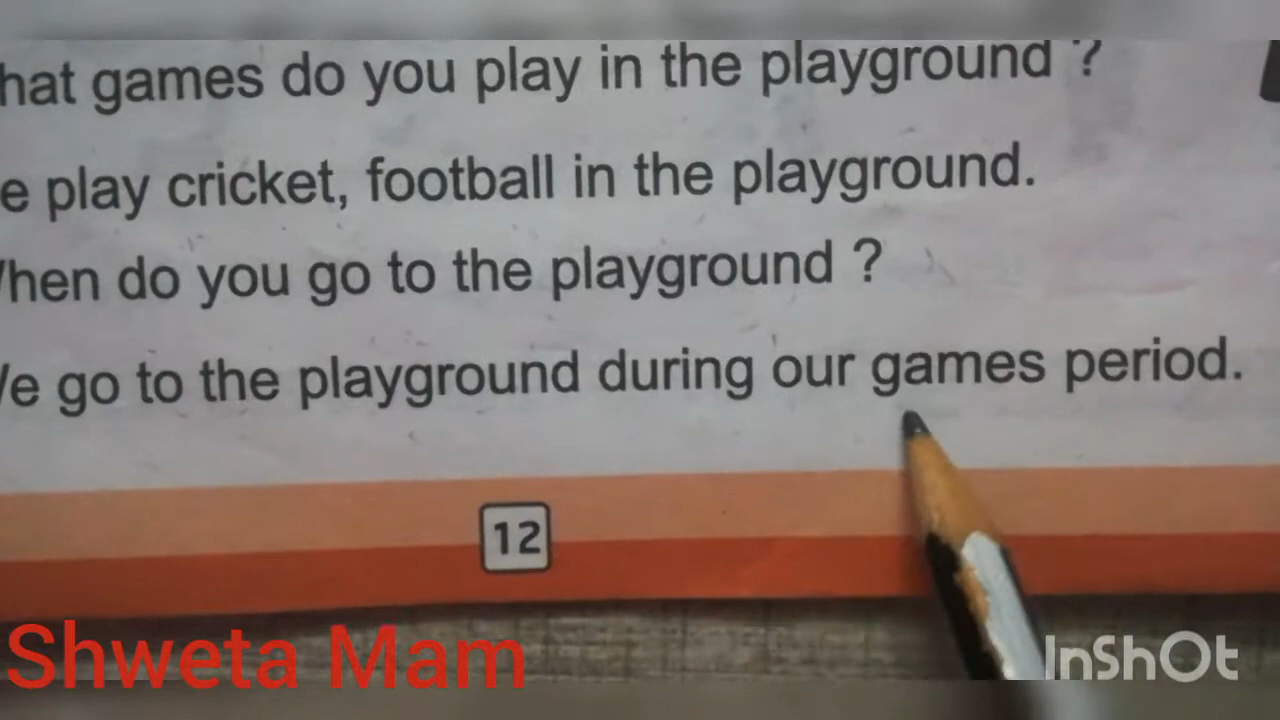 hat games do you play in the playground ?
e play cricket, football in the playground.
hen do you go to the playground ?
e go to the playground during our games period.
12
Shweta Mam
InShOt